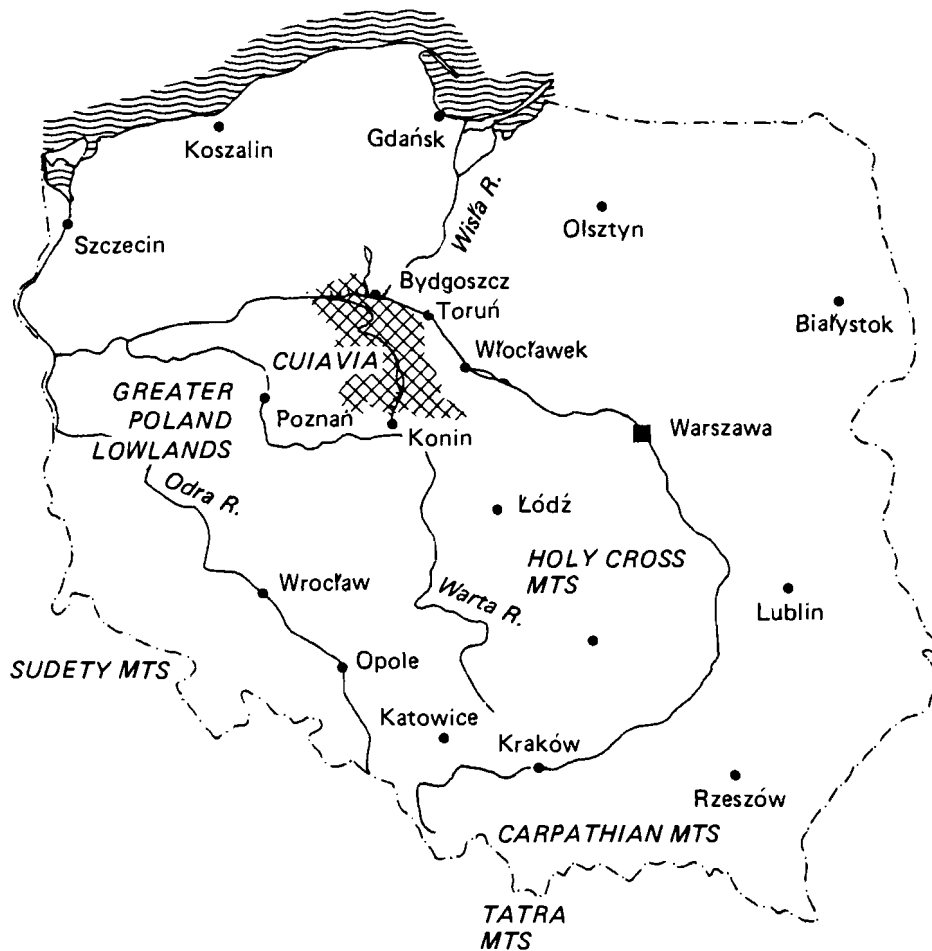 Koszalin
Gdańsk
Wisła R.
Olsztyn
Szczecin
Bydgoszcz
Toruń
Białystok
Włocławek
CUIAVIA
GREATER
POLAND
LOWLANDS
Poznań
Konin
Warszawa
Odra R.
Łódź
HOLY CROSS
MTS
Wrocław
Warta R.
Lublin
SUDETY MTS
Opole
Katowice
Kraków
Rzeszów
CARPATHIAN MTS
TATRA
MTS